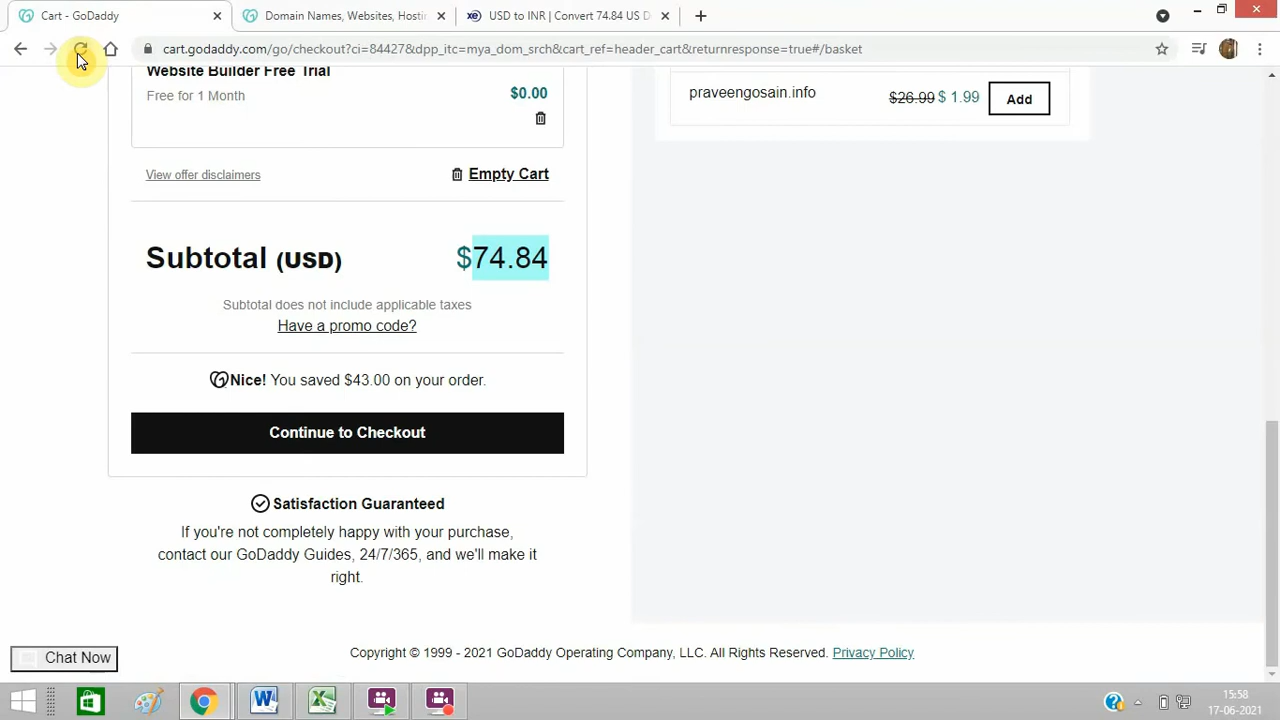 Cart - GoDaddy
Domain Names, Websites, Hosti
USD to INR | Convert 74.84 US D
cart.godaddy.com/go/checkout?ci=84427&dpp_itc=mya_dom_srch&cart_ref=header_cart&returnresponse=true#/basket
Website Builder Free Trial
Free for 1 Month
$0.00
View offer disclaimers
Empty Cart
Subtotal (USD)
$74.84
Subtotal does not include applicable taxes
Have a promo code?
Nice! You saved $43.00 on your order.
Continue to Checkout
Satisfaction Guaranteed
If you're not completely happy with your purchase,
contact our GoDaddy Guides, 24/7/365, and we'll make it
right.
praveengosain.info
$26.99 $ 1.99
Add
Copyright © 1999 - 2021 GoDaddy Operating Company, LLC. All Rights Reserved. Privacy Policy
Chat Now
15:58
17-06-2021